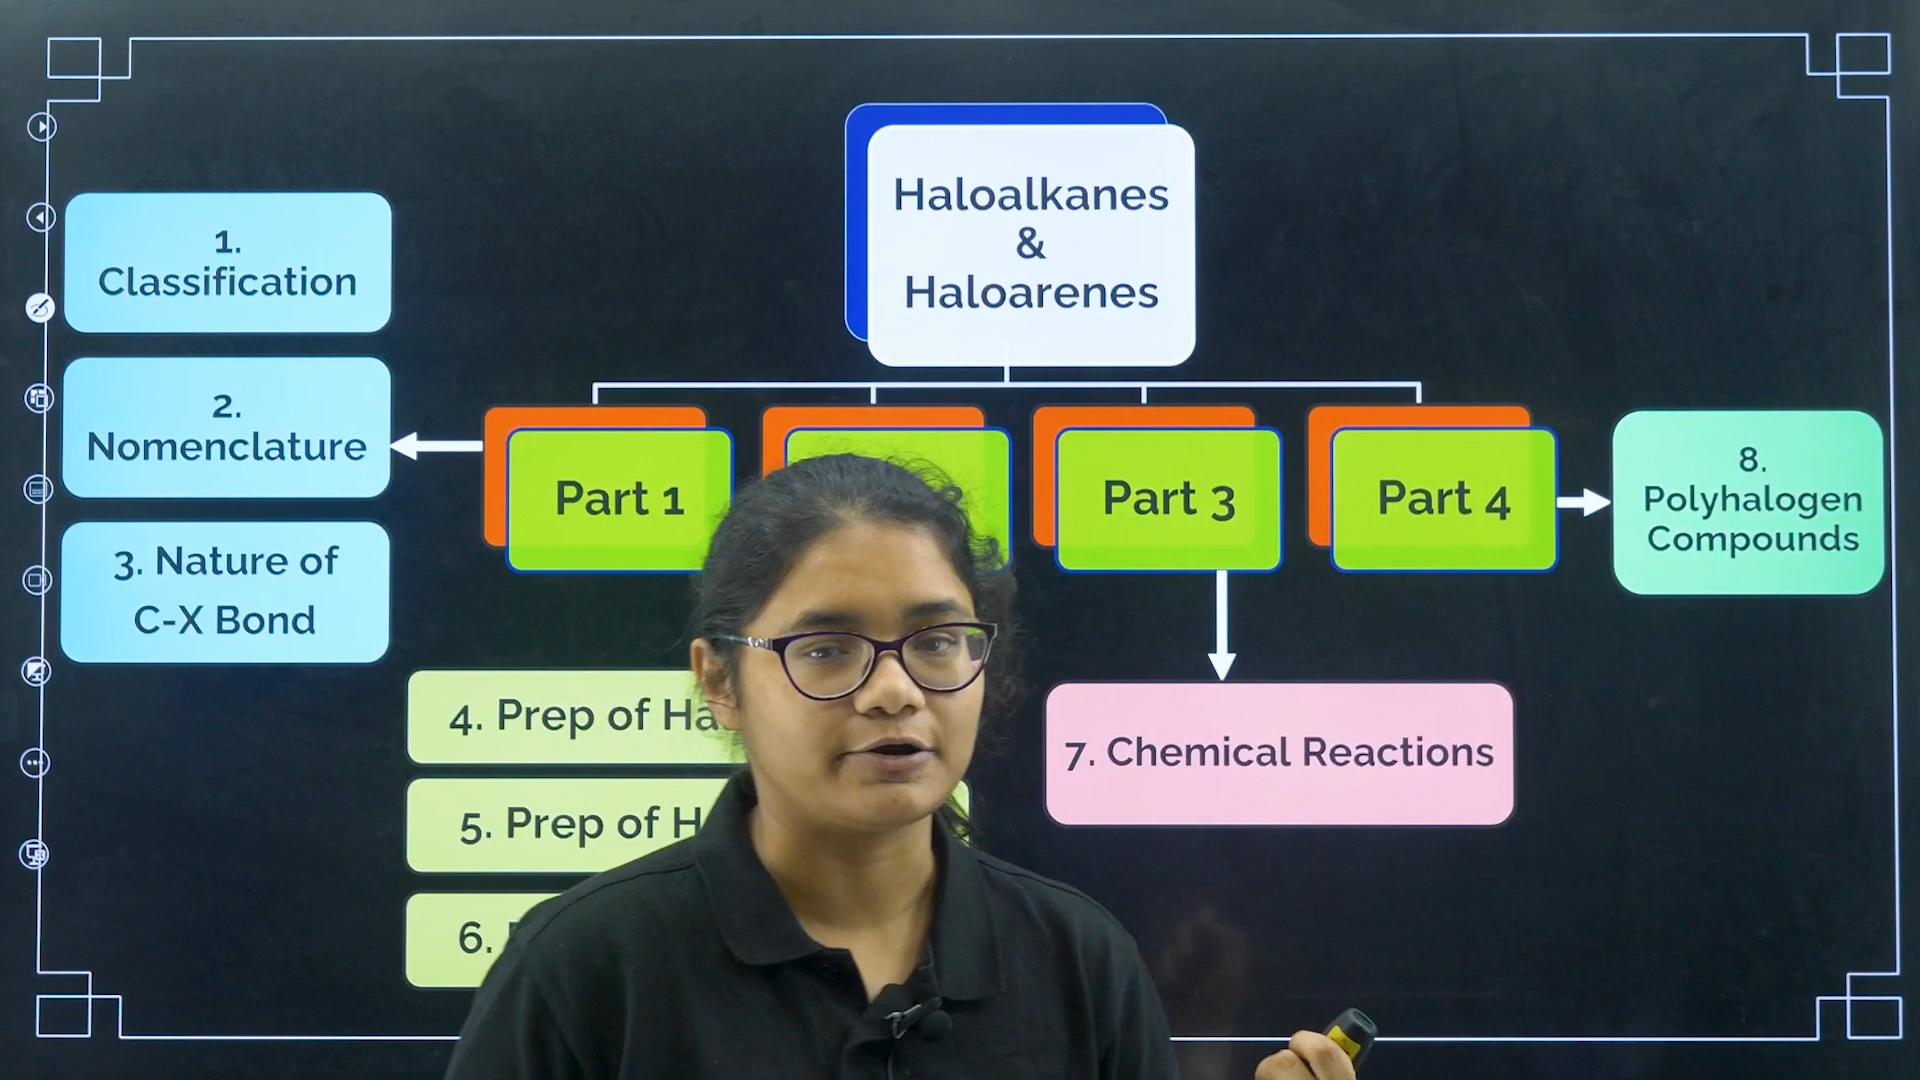 Haloalkanes
&
Haloarenes
1.
Classification
2.
Nomenclature
3. Nature of
C-X Bond
Part 1
Part 3
Part 4
8.
Polyhalogen
Compounds
4. Prep of
5. Prep of
6.
7. Chemical Reactions